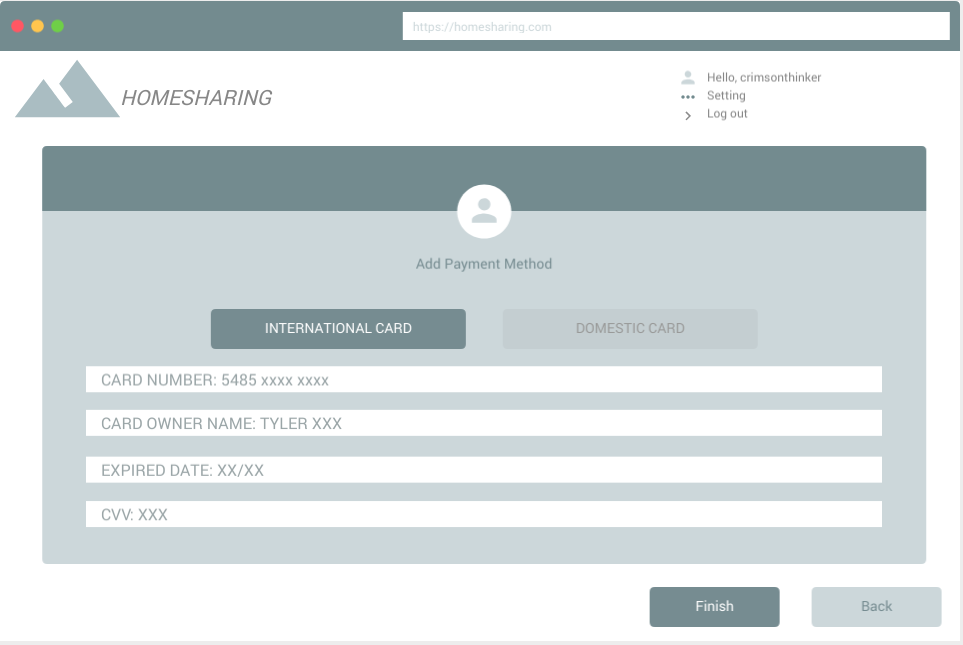 https://homesharing.com
HOMESHARING
Hello, crimsonthinker
Setting
Log out
Add Payment Method
INTERNATIONAL CARD
DOMESTIC CARD
CARD NUMBER: 5485 xxxx xxxx
CARD OWNER NAME: TYLER XXX
EXPIRED DATE: XX/XX
CVV: XXX
Finish
Back